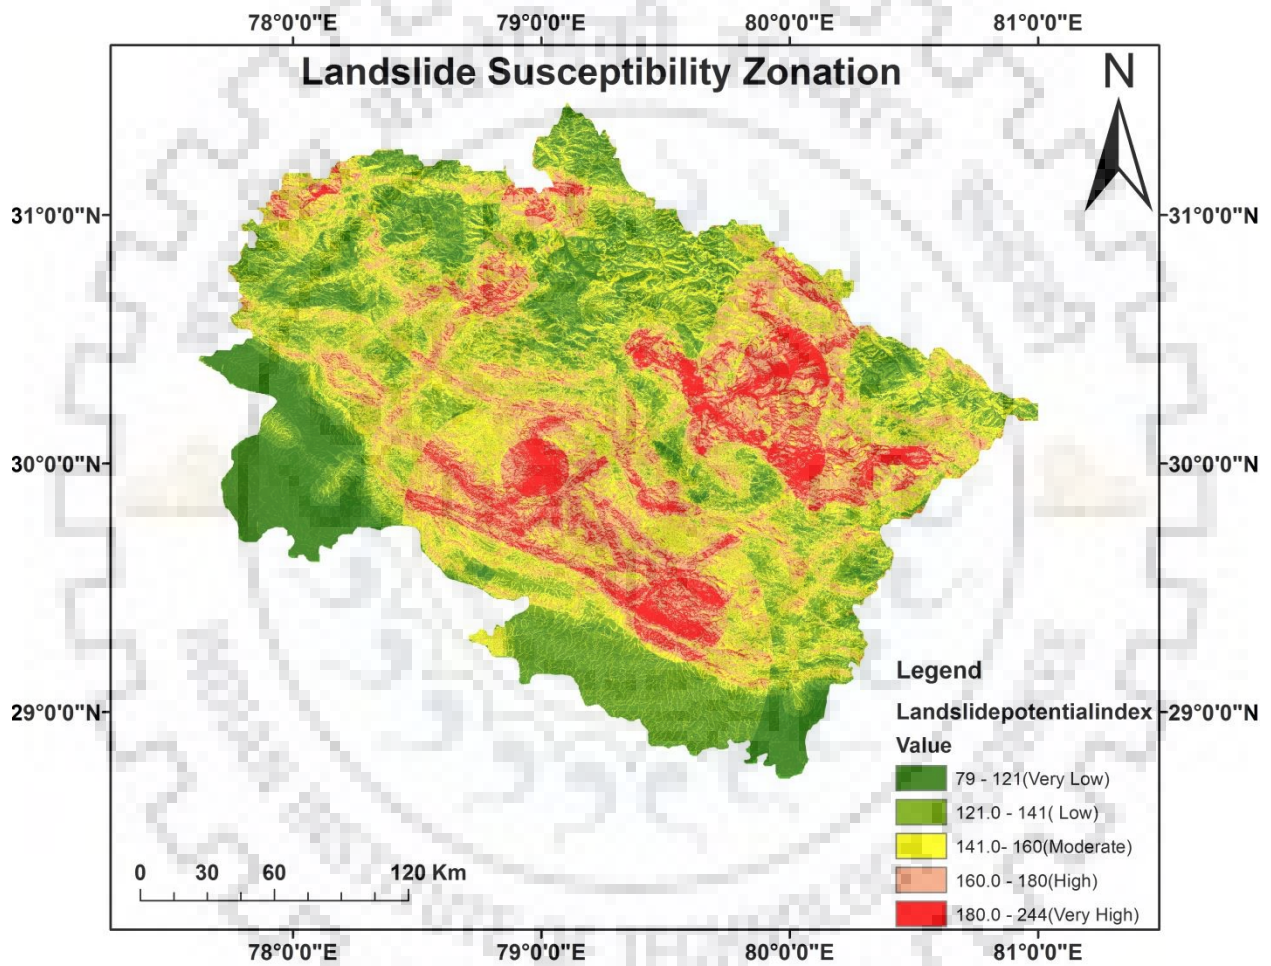 78°0'0"E 79°0'0"E 80°0'0"E 81°0'0"E
Landslide Susceptibility Zonation
N
31°0'0"N 31°0'0"N
30°0'0"N 30°0'0"N
29°0'0"N 29°0'0"N
Legend
Landslidepotentialindex
Value
79 - 121(Very Low)
121.0 - 141( Low)
141.0- 160(Moderate)
160.0 - 180(High)
180.0 - 244(Very High)
0 30 60 120 Km
78°0'0"E 79°0'0"E 80°0'0"E 81°0'0"E